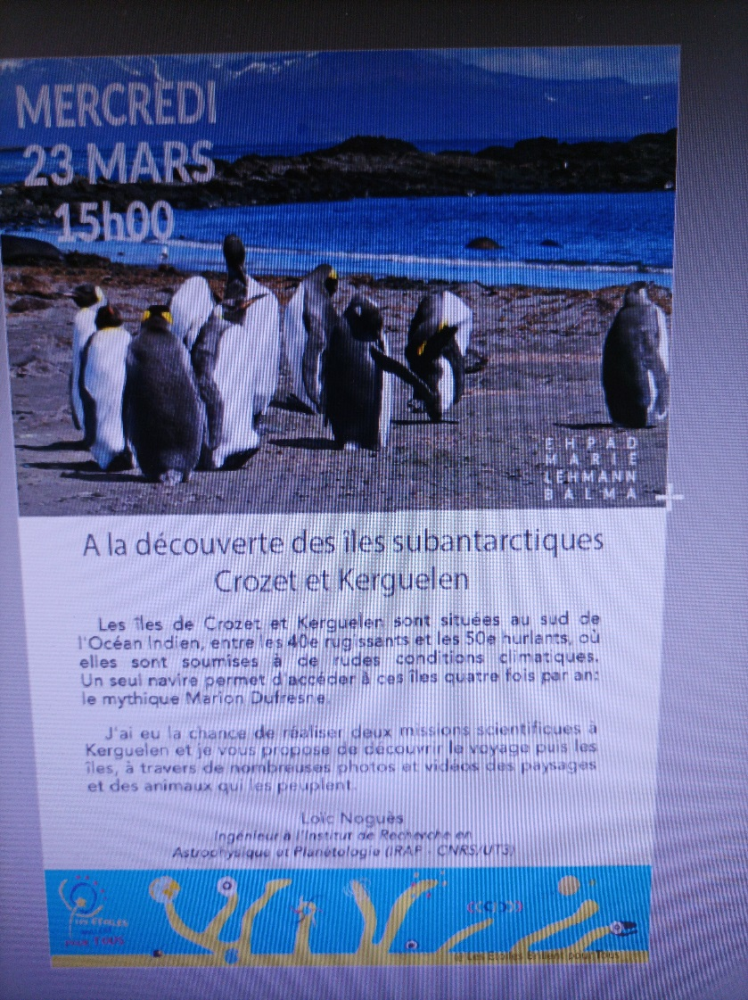 MERCREDI
23 MARS
15h00
EHPAD
MARIE
LEHMANN
BALMA
A la découverte des îles subantarctiques
Crozet et Kerguelen
Les îles de Crozet et Kerguelen sont situées au sud de
l'Océan Indien, entre les 40e rugissants et les 50e hurlants, où
elles sont soumises à de rudes conditions climatiques.
Un seul navire permet d'accéder à ces îles quatre fois par an:
le mythique Marion Dufresne.
J'ai eu la chance de réaliser deux missions scientifiques à
Kerguelen et je vous propose de découvrir le voyage puis les
îles, à travers de nombreuses photos et vidéos des paysages
et des animaux qui les peuplent.
Loïc Noguès
Ingénieur à l'Institut de Recherche en
Astrophysique et Planétologie (IRAP - CNRS/UT3)
LES ÉTOILES
POUR TOUS
Les Etoiles Brillent pour Tous